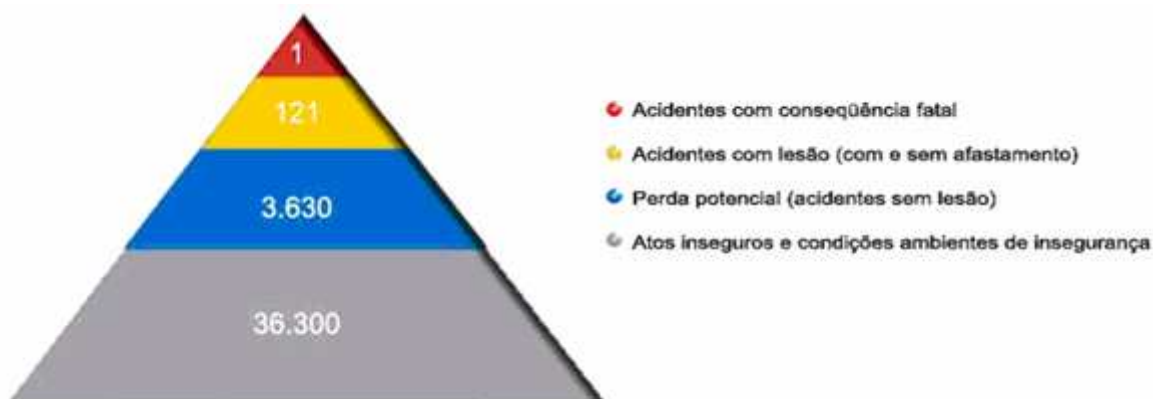 1
121
3.630
36.300
Acidentes com conseqüência fatal
Acidentes com lesão (com e sem afastamento)
Perda potencial (acidentes sem lesão)
Atos inseguros e condições ambientes de insegurança